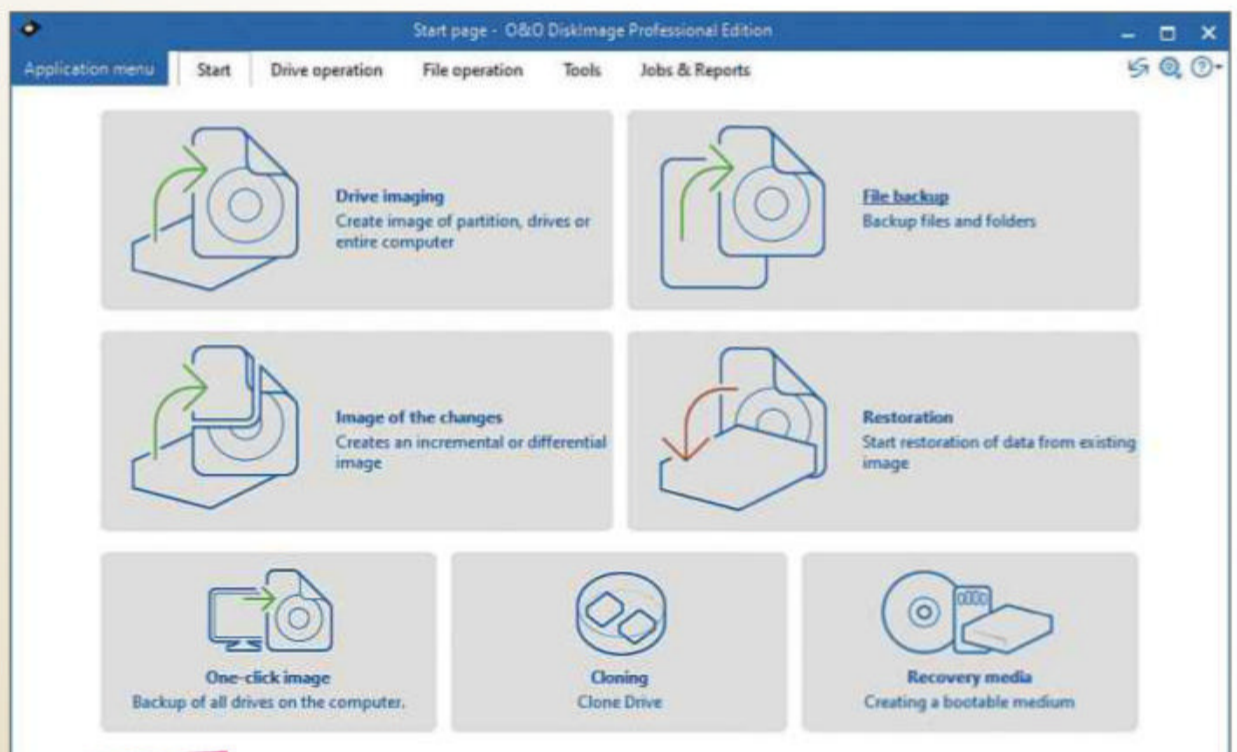 Start page - O&O DiskImage Professional Edition
Application menu Start Drive operation File operation Tools Jobs & Reports
Drive imaging
Create image of partition, drives or
entire computer
File backup
Backup files and folders
Image of the changes
Creates an incremental or differential
image
Restoration
Start restoration of data from existing
image
One-click image
Backup of all drives on the computer.
Cloning
Clone Drive
Recovery media
Creating a bootable medium